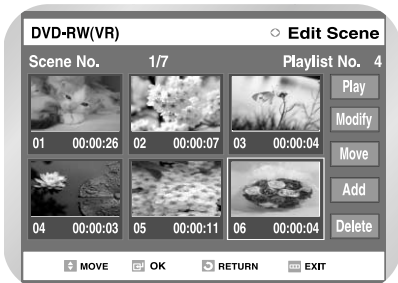 DVD-RW(VR) Edit Scene
Scene No. 1/7 Playlist No. 4
Play
Modify
Move
Add
Delete
01 00:00:26 02 00:00:07 03 00:00:04
04 00:00:03 05 00:00:11 06 00:00:04
MOVE OK RETURN EXIT